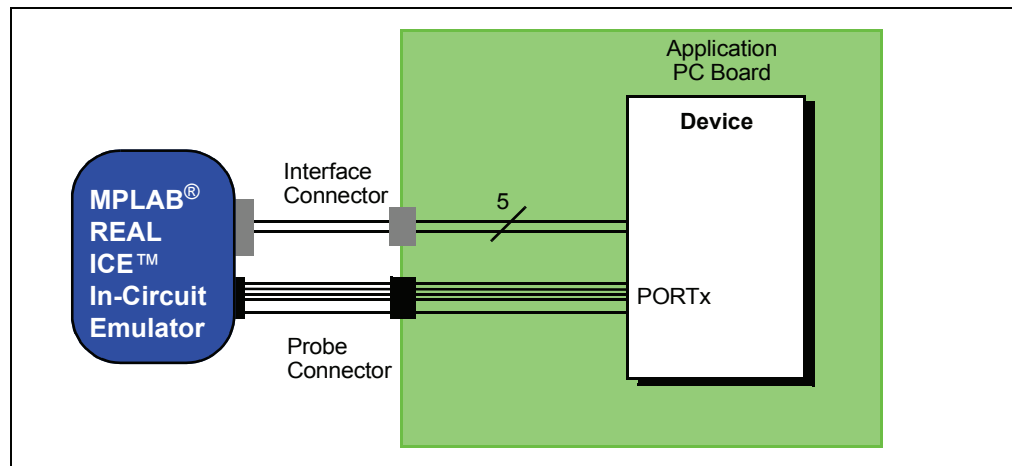 Application
PC Board
Device
Interface
Connector
5
MPLAB®
REAL
ICE™
In-Circuit
Emulator
PORTx
Probe
Connector